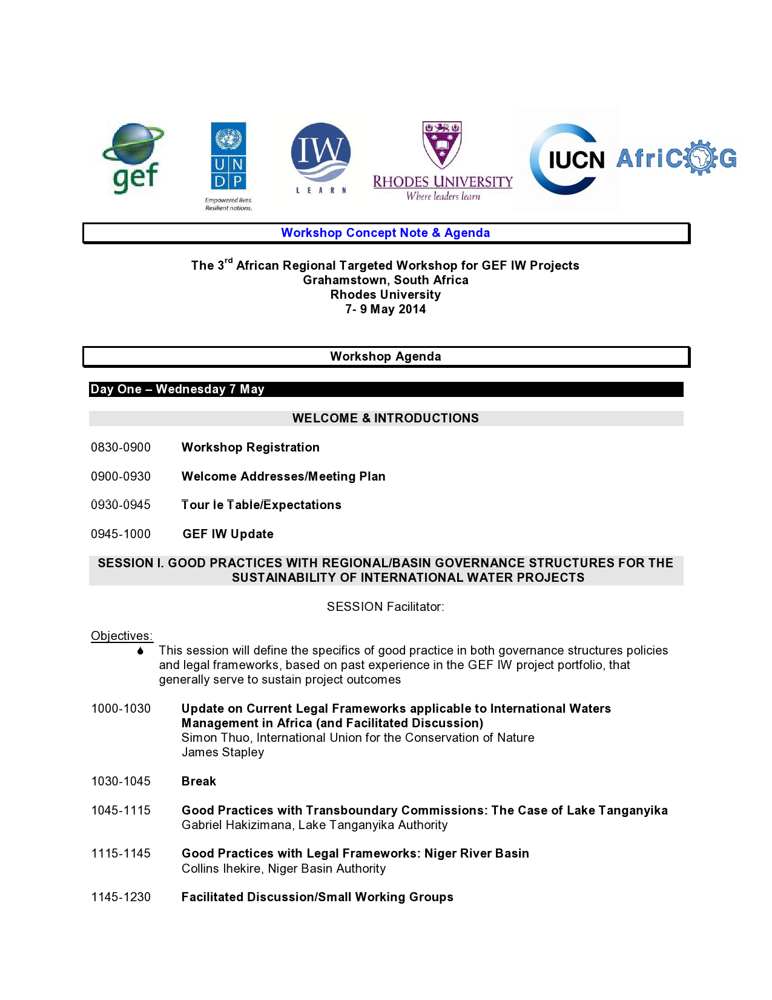 gef
UN
DP
Empowered lives.
Resilient nations.
IW
LEARN
RHODES UNIVERSITY
Where leaders learn
IUCN
AfriCOG
Workshop Concept Note & Agenda
The 3rd African Regional Targeted Workshop for GEF IW Projects
Grahamstown, South Africa
Rhodes University
7- 9 May 2014
Workshop Agenda
Day One – Wednesday 7 May
WELCOME & INTRODUCTIONS
0830-0900 Workshop Registration
0900-0930 Welcome Addresses/Meeting Plan
0930-0945 Tour le Table/Expectations
0945-1000 GEF IW Update
SESSION I. GOOD PRACTICES WITH REGIONAL/BASIN GOVERNANCE STRUCTURES FOR THE
SUSTAINABILITY OF INTERNATIONAL WATER PROJECTS
SESSION Facilitator:
Objectives:
This session will define the specifics of good practice in both governance structures policies
and legal frameworks, based on past experience in the GEF IW project portfolio, that
generally serve to sustain project outcomes
1000-1030 Update on Current Legal Frameworks applicable to International Waters
Management in Africa (and Facilitated Discussion)
Simon Thuo, International Union for the Conservation of Nature
James Stapley
1030-1045 Break
1045-1115 Good Practices with Transboundary Commissions: The Case of Lake Tanganyika
Gabriel Hakizimana, Lake Tanganyika Authority
1115-1145 Good Practices with Legal Frameworks: Niger River Basin
Collins Ihekire, Niger Basin Authority
1145-1230 Facilitated Discussion/Small Working Groups